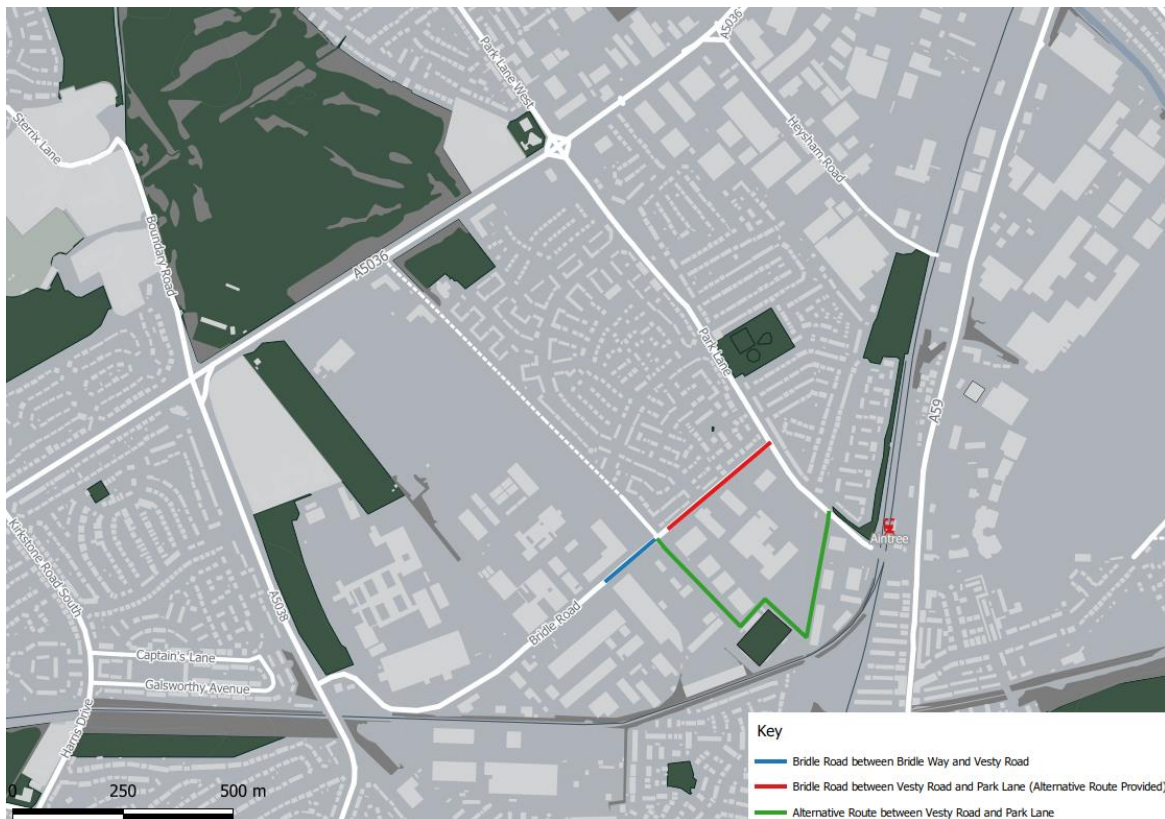 A5036
A5036
Park Lane West
Sterrix Lane
Heysham Road
Boundary Road
A5036
Park Lane
A59
Aintree
Kirkstone Road South
A5038
Bridle Road
Captain's Lane
Galsworthy Avenue
Harris Drive
0 250 500 m
Key
Bridle Road between Bridle Way and Vesty Road
Bridle Road between Vesty Road and Park Lane (Alternative Route Provided)
Alternative Route between Vesty Road and Park Lane